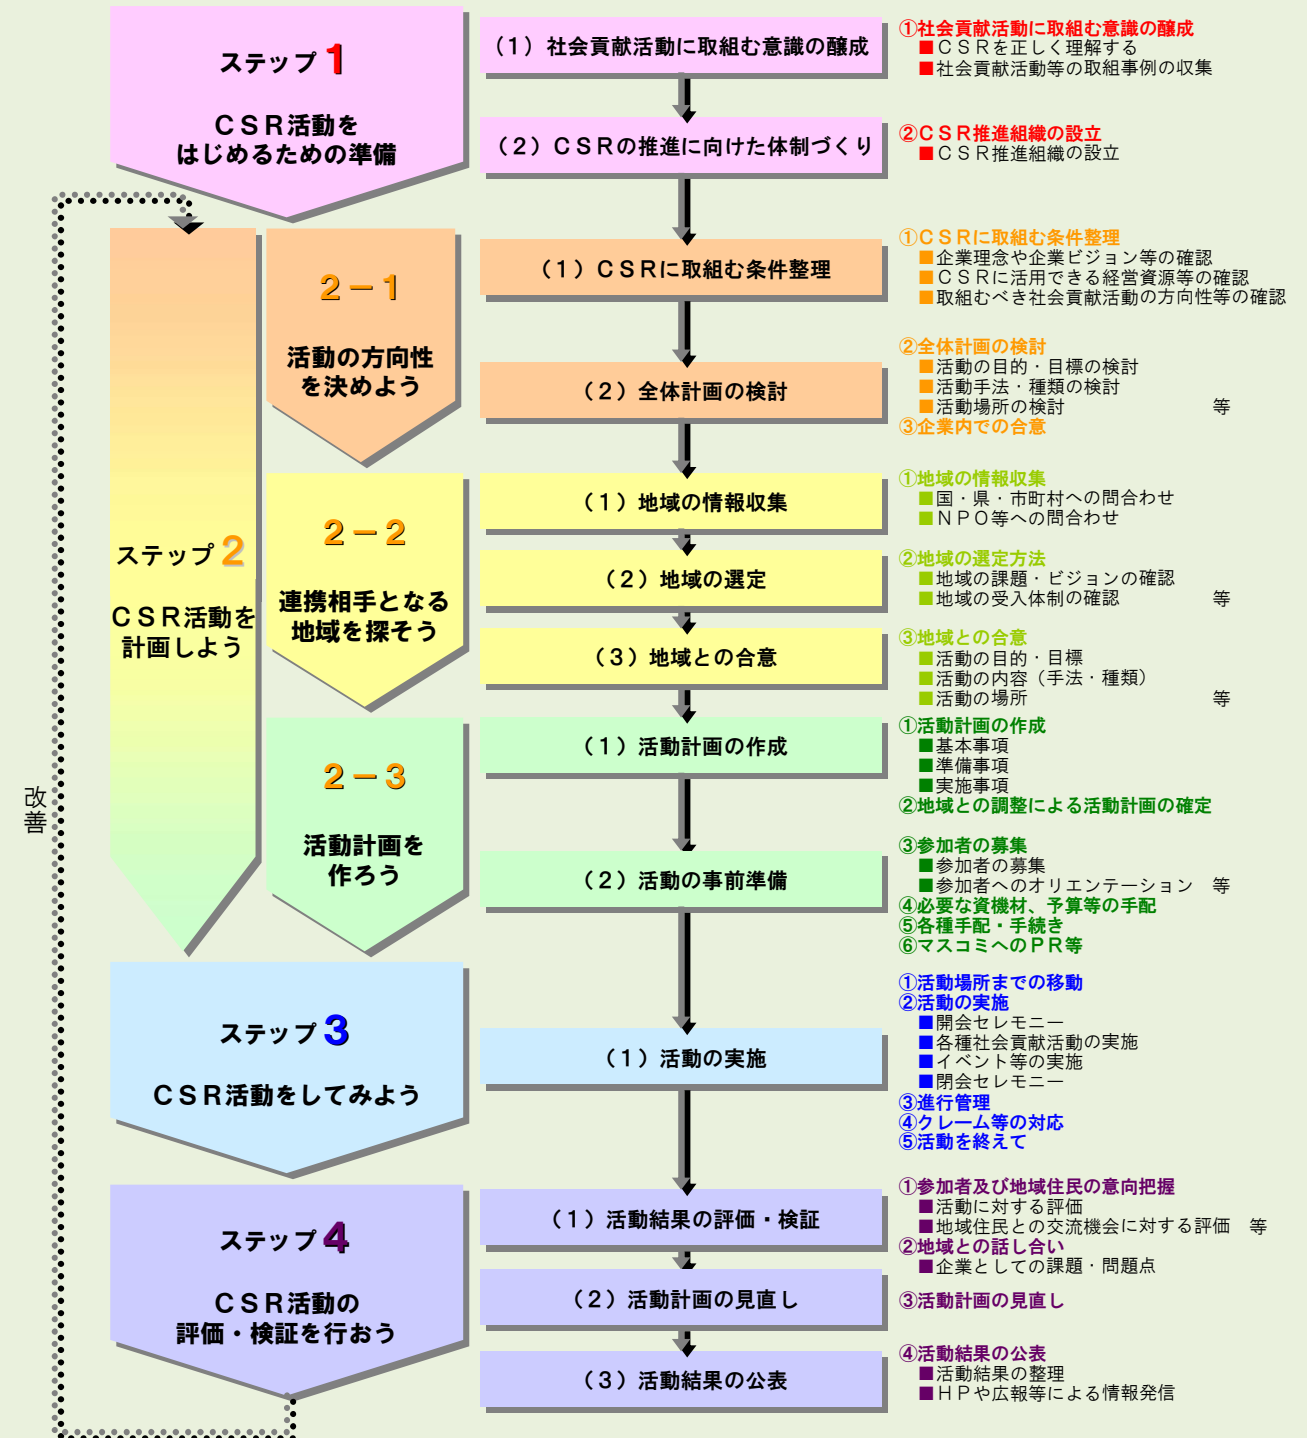 ステップ 1
CSR活動を
はじめるための準備
(1)社会貢献活動に取組む意識の醸成
(2)CSRの推進に向けた体制づくり
①社会貢献活動に取組む意識の醸成
■CSRを正しく理解する
■社会貢献活動等の取組事例の収集
②CSR推進組織の設立
■CSR推進組織の設立
ステップ 2
CSR活動を
計画しよう
2-1
活動の方向性
を決めよう
(1)CSRに取組む条件整理
(2)全体計画の検討
①CSRに取組む条件整理
■企業理念や企業ビジョン等の確認
■CSRに活用できる経営資源等の確認
■取組むべき社会貢献活動の方向性等の確認
②全体計画の検討
■活動の目的・目標の検討
■活動手法・種類の検討
■活動場所の検討 等
③企業内での合意
2-2
連携相手となる
地域を探そう
(1)地域の情報収集
(2)地域の選定
(3)地域との合意
①地域の情報収集
■国・県・市町村への問合わせ
■NPO等への問合わせ
②地域の選定方法
■地域の課題・ビジョンの確認
■地域の受入体制の確認 等
③地域との合意
■活動の目的・目標
■活動の内容(手法・種類)
■活動の場所 等
2-3
活動計画を
作ろう
(1)活動計画の作成
(2)活動の事前準備
①活動計画の作成
■基本事項
■準備事項
■実施事項
②地域との調整による活動計画の確定
③参加者の募集
■参加者の募集
■参加者へのオリエンテーション 等
④必要な資機材、予算等の手配
⑤各種手配・手続き
⑥マスコミへのPR等
改善
ステップ 3
CSR活動をしてみよう
(1)活動の実施
①活動場所までの移動
②活動の実施
■開会セレモニー
■各種社会貢献活動の実施
■イベント等の実施
■閉会セレモニー
③進行管理
④クレーム等の対応
⑤活動を終えて
ステップ 4
CSR活動の
評価・検証を行おう
(1)活動結果の評価・検証
(2)活動計画の見直し
(3)活動結果の公表
①参加者及び地域住民の意向把握
■活動に対する評価
■地域住民との交流機会に対する評価 等
②地域との話し合い
■企業としての課題・問題点
③活動計画の見直し
④活動結果の公表
■活動結果の整理
■HPや広報等による情報発信